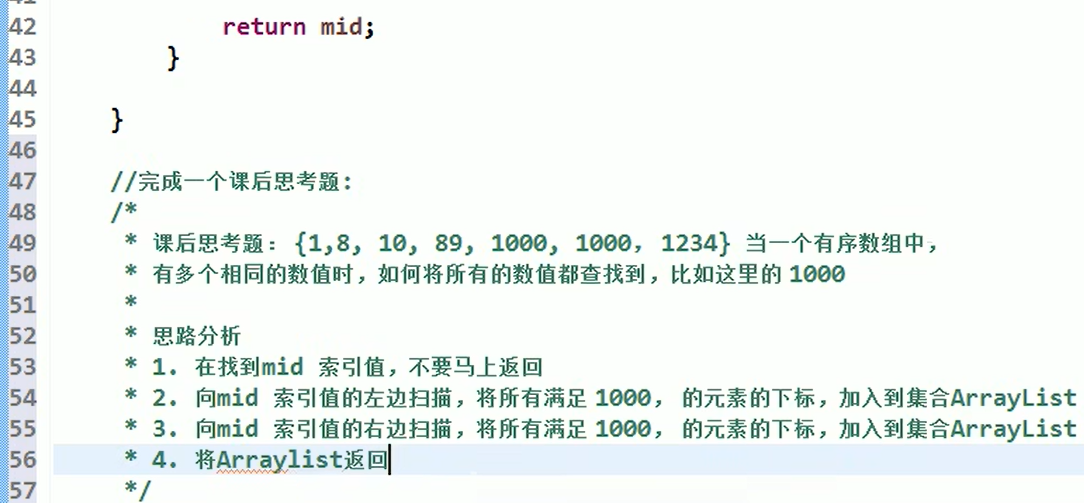 41
42 return mid;
43 }
44
45 }
46
47 //完成一个课后思考题:
48 /*
49 * 课后思考题: {1,8, 10, 89, 1000, 1000, 1234} 当一个有序数组中,
50 * 有多个相同的数值时,如何将所有的数值都查找到,比如这里的 1000
51 *
52 * 思路分析
53 * 1. 在找到mid 索引值,不要马上返回
54 * 2. 向mid 索引值的左边扫描,将所有满足 1000, 的元素的下标,加入到集合ArrayList
55 * 3. 向mid 索引值的右边扫描,将所有满足 1000, 的元素的下标,加入到集合ArrayList
56 * 4. 将Arraylist返回
57 */